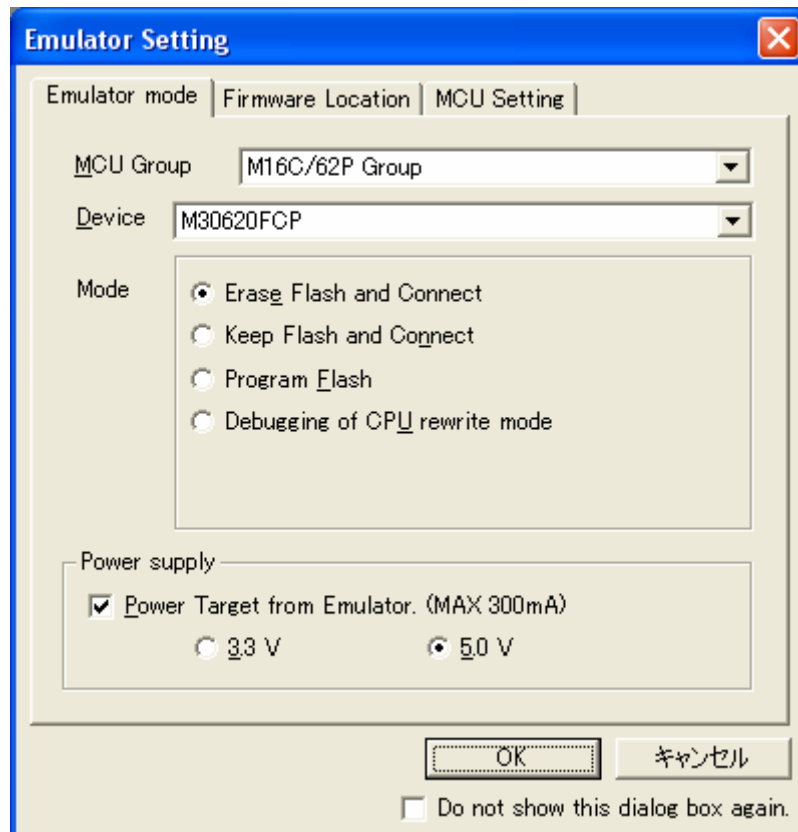 Emulator Setting
Emulator mode Firmware Location MCU Setting
MCU Group M16C/62P Group
Device M30620FCP
Mode
Erase Flash and Connect
Keep Flash and Connect
Program Flash
Debugging of CPU rewrite mode
Power supply
Power Target from Emulator. (MAX 300mA)
3.3 V 5.0 V
OK キャンセル
Do not show this dialog box again.